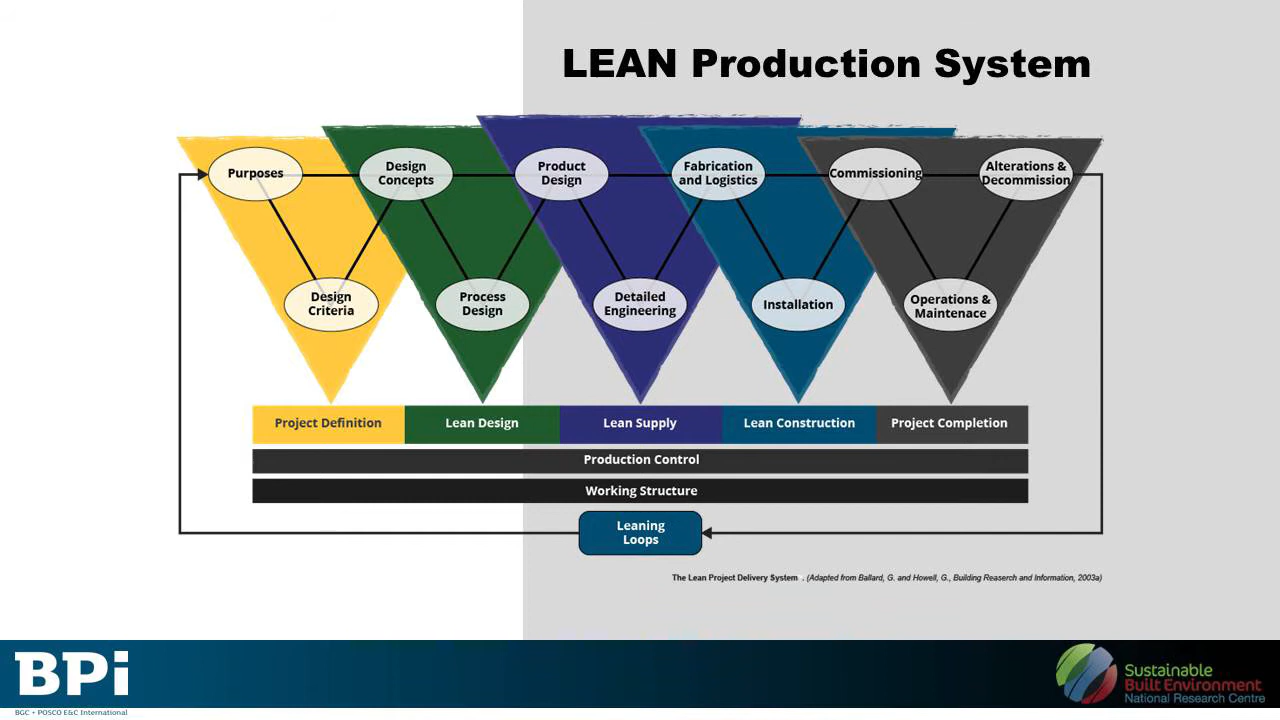 LEAN Production System
Purposes
Design
Concepts
Product
Design
Fabrication
and Logistics
Commissioning
Alterations &
Decommission
Design
Criteria
Process
Design
Detailed
Engineering
Installation
Operations &
Maintenace
Project Definition
Lean Design
Lean Supply
Lean Construction
Project Completion
Production Control
Working Structure
Leaning
Loops
The Lean Project Delivery System . (Adapted from Ballard, G. and Howell, G., Building Reaserch and Information, 2003a)
BPi
BGC • POSCO E&C International
Sustainable
Built Environment
National Research Centre